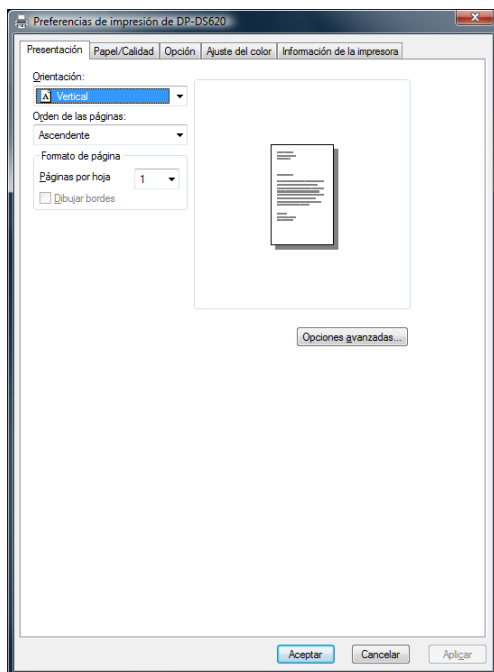 Preferencias de impresión de DP-DS620
Presentación Papel/Calidad Opción Ajuste del color Información de la impresora
Orientación:
Vertical
Orden de las páginas:
Ascendente
Formato de página
Páginas por hoja 1
Dibujar bordes
Opciones avanzadas...
Aceptar Cancelar Aplicar